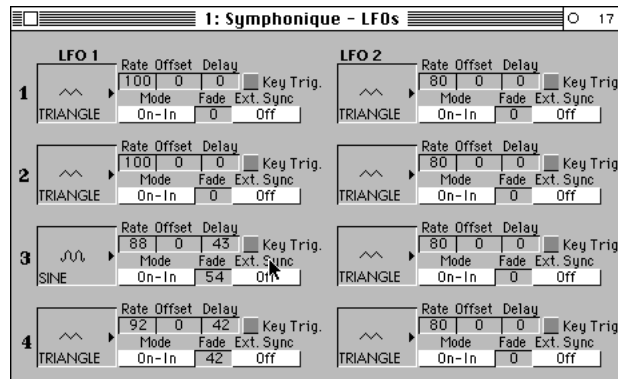 1: Symphonique - LFOs 17
LFO 1 LFO 2
Rate Offset Delay Rate Offset Delay
100 0 0 Key Trig. 80 0 0 Key Trig.
1 Mode Fade Ext. Sync Mode Fade Ext. Sync
TRIANGLE On-In 0 Off TRIANGLE On-In 0 Off
Rate Offset Delay Rate Offset Delay
100 0 0 Key Trig. 80 0 0 Key Trig.
2 Mode Fade Ext. Sync Mode Fade Ext. Sync
TRIANGLE On-In 0 Off TRIANGLE On-In 0 Off
Rate Offset Delay Rate Offset Delay
88 0 43 Key Trig. 80 0 0 Key Trig.
3 Mode Fade Ext. Sync Mode Fade Ext. Sync
SINE On-In 54 Off TRIANGLE On-In 0 Off
Rate Offset Delay Rate Offset Delay
92 0 42 Key Trig. 80 0 0 Key Trig.
4 Mode Fade Ext. Sync Mode Fade Ext. Sync
TRIANGLE On-In 42 Off TRIANGLE On-In 0 Off